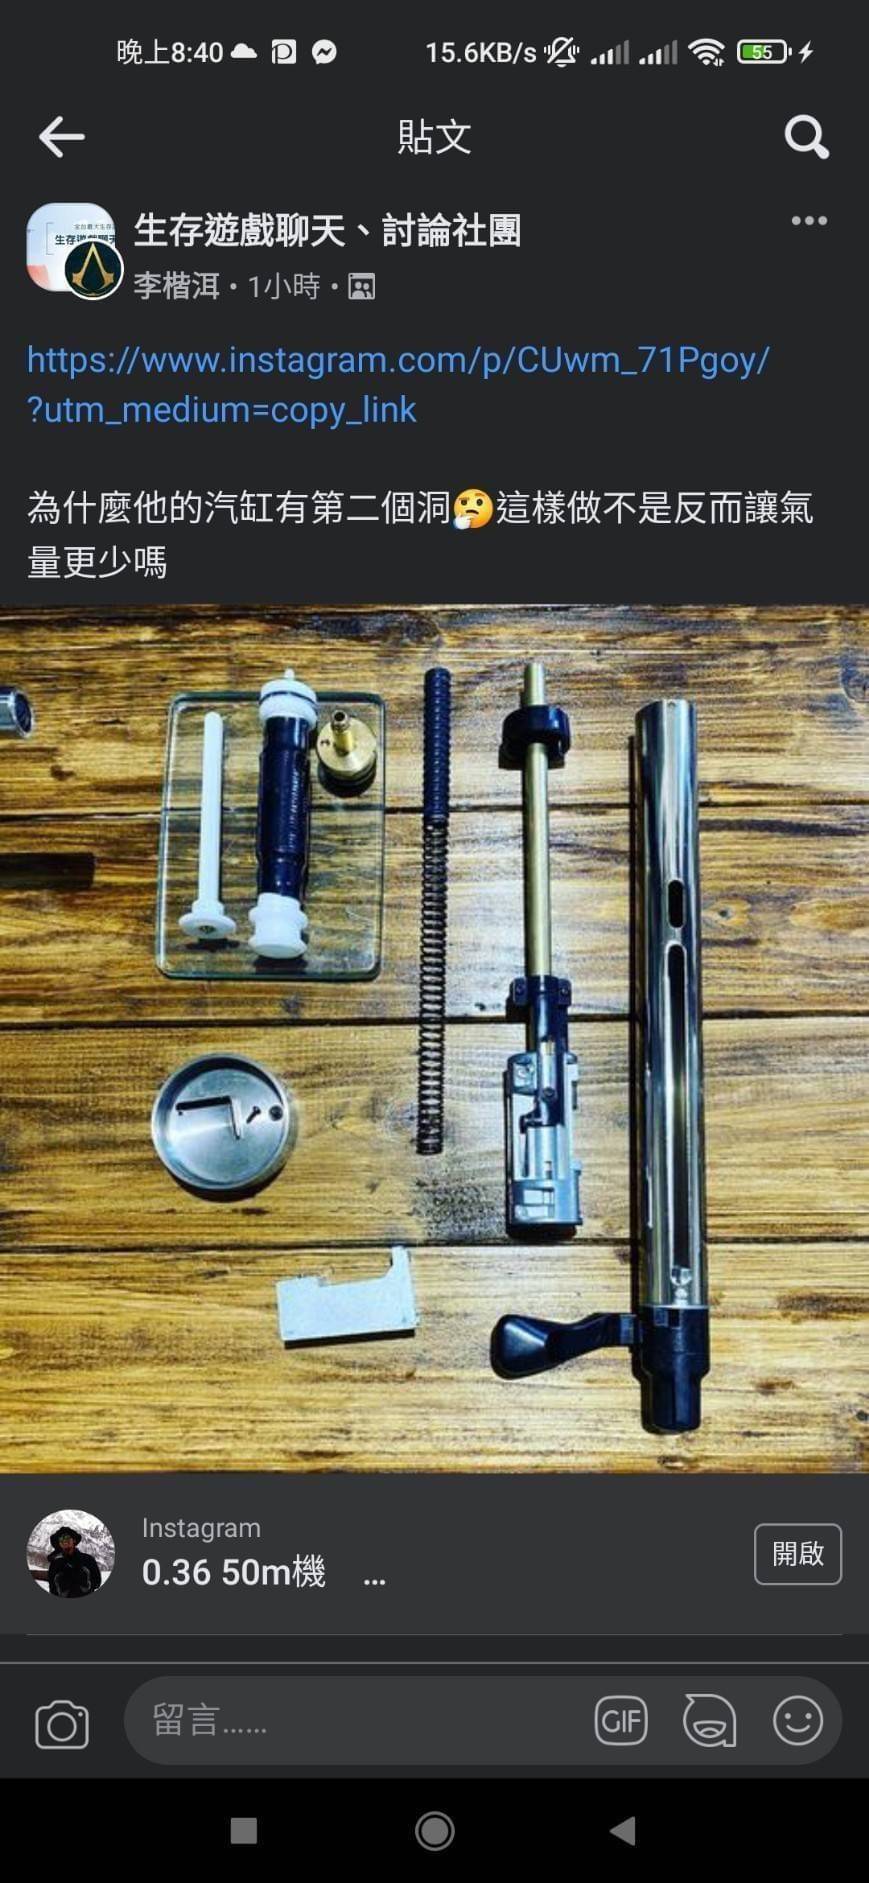 晚上8:40
15.6KB/s
55
貼文
生存遊戲聊天、討論社團
李楷洱・1小時・
https://www.instagram.com/p/CUwm_71Pgoy/
?utm_medium=copy_link
為什麼他的汽缸有第二個洞🤔這樣做不是反而讓氣
量更少嗎
Instagram
0.36 50m機 ...
開啟
留言......
GIF